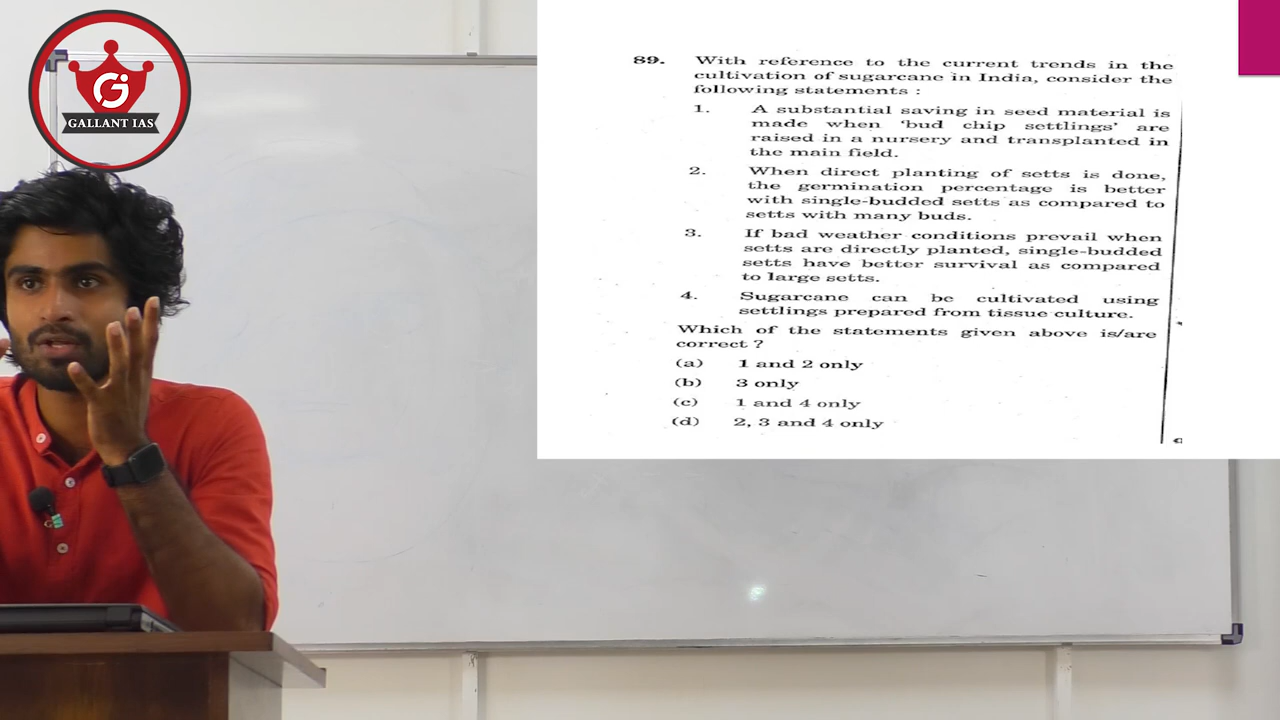 GALLANT IAS
89. With reference to the current trends in the
cultivation of sugarcane in India, consider the
following statements :
1. A substantial saving in seed material is
made when 'bud chip settlings' are
raised in a nursery and transplanted in
the main field.
2. When direct planting of setts is done,
the germination percentage is better
with single-budded setts as compared to
setts with many buds.
3. If bad weather conditions prevail when
setts are directly planted, single-budded
setts have better survival as compared
to large setts.
4. Sugarcane can be cultivated using
settlings prepared from tissue culture.
Which of the statements given above is/are
correct ?
(a) 1 and 2 only
(b) 3 only
(c) 1 and 4 only
(d) 2, 3 and 4 only